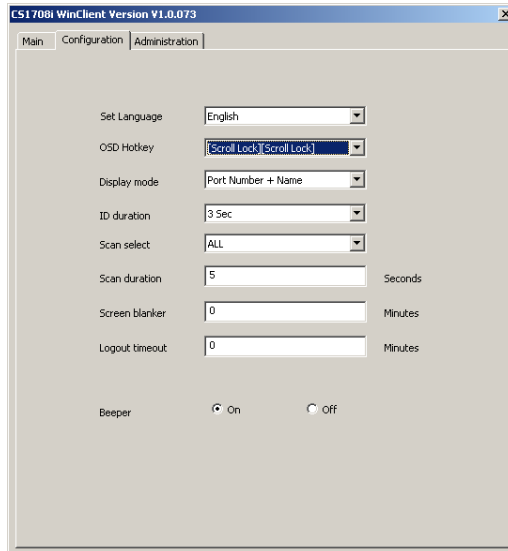 CS1708i WinClient Version V1.0.073
Main Configuration Administration
Set Language English
OSD Hotkey [Scroll Lock][Scroll Lock]
Display mode Port Number + Name
ID duration 3 Sec
Scan select ALL
Scan duration 5 Seconds
Screen blanker 0 Minutes
Logout timeout 0 Minutes
Beeper On Off